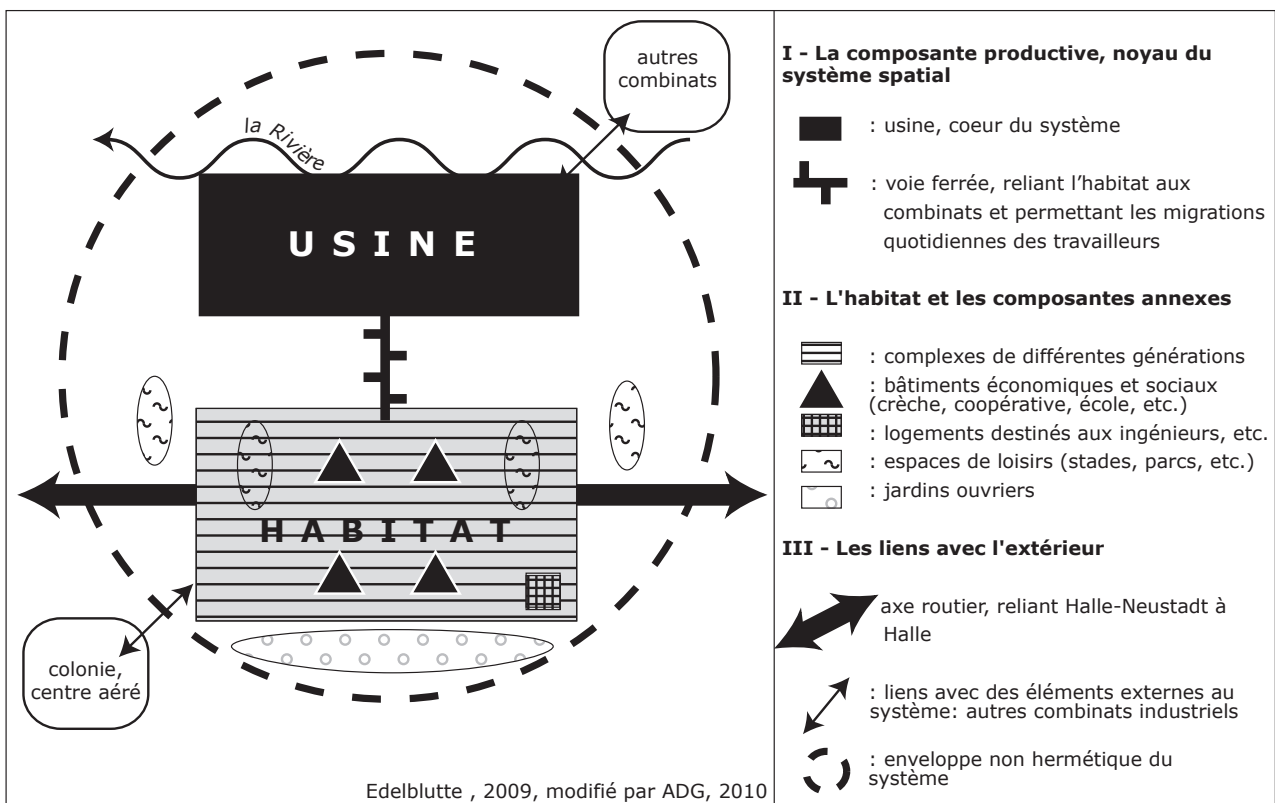 autres
combinats
la Rivière
USINE
HABITAT
colonie,
centre aéré
Edelblutte , 2009, modifié par ADG, 2010
I - La composante productive, noyau du
système spatial
: usine, coeur du système
: voie ferrée, reliant l'habitat aux
combinats et permettant les migrations
quotidiennes des travailleurs
II - L'habitat et les composantes annexes
: complexes de différentes générations
: bâtiments économiques et sociaux
(crèche, coopérative, école, etc.)
: logements destinés aux ingénieurs, etc.
: espaces de loisirs (stades, parcs, etc.)
: jardins ouvriers
III - Les liens avec l'extérieur
axe routier, reliant Halle-Neustadt à
Halle
: liens avec des éléments externes au
système: autres combinats industriels
: enveloppe non hermétique du
système